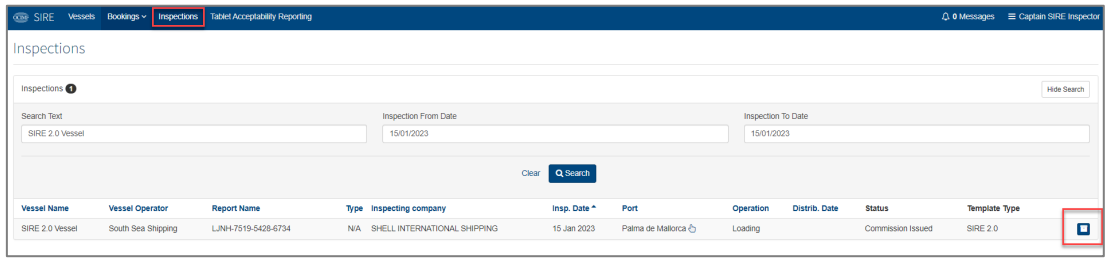 OCIMF SIRE Vessels Bookings Inspections Tablet Acceptability Reporting 0 Messages Captain SIRE Inspector
Inspections
Inspections 1 Hide Search
Search Text Inspection From Date Inspection To Date
SIRE 2.0 Vessel 15/01/2023 15/01/2023
Clear Search
Vessel Name Vessel Operator Report Name Type Inspecting company Insp. Date Port Operation Distrib. Date Status Template Type
SIRE 2.0 Vessel South Sea Shipping LJNH-7519-5428-6734 N/A SHELL INTERNATIONAL SHIPPING 15 Jan 2023 Palma de Mallorca Loading Commission Issued SIRE 2.0